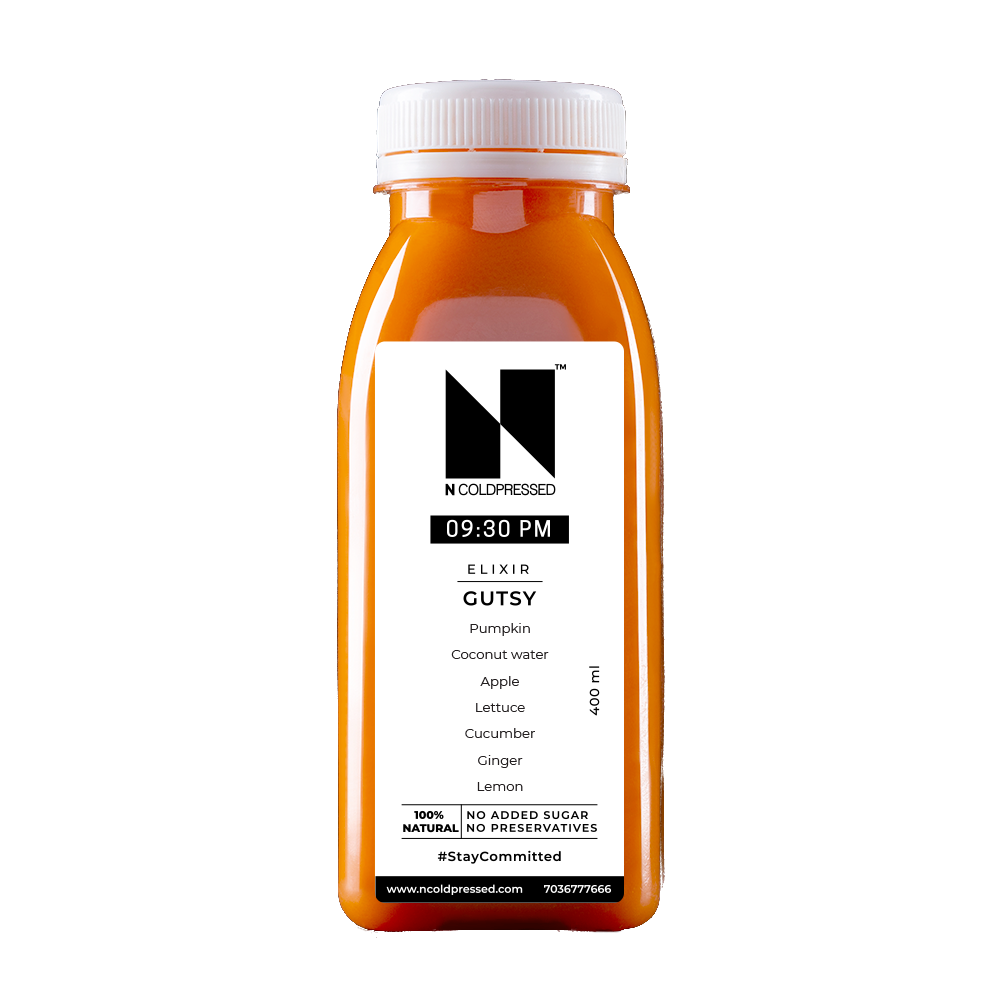 TM
N COLDPRESSED
09:30 PM
ELIXIR
GUTSY
Pumpkin
Coconut water
Apple
Lettuce
Cucumber
Ginger
Lemon
400 ml
100% NATURAL
NO ADDED SUGAR
NO PRESERVATIVES
#StayCommitted
www.ncoldpressed.com 7036777666